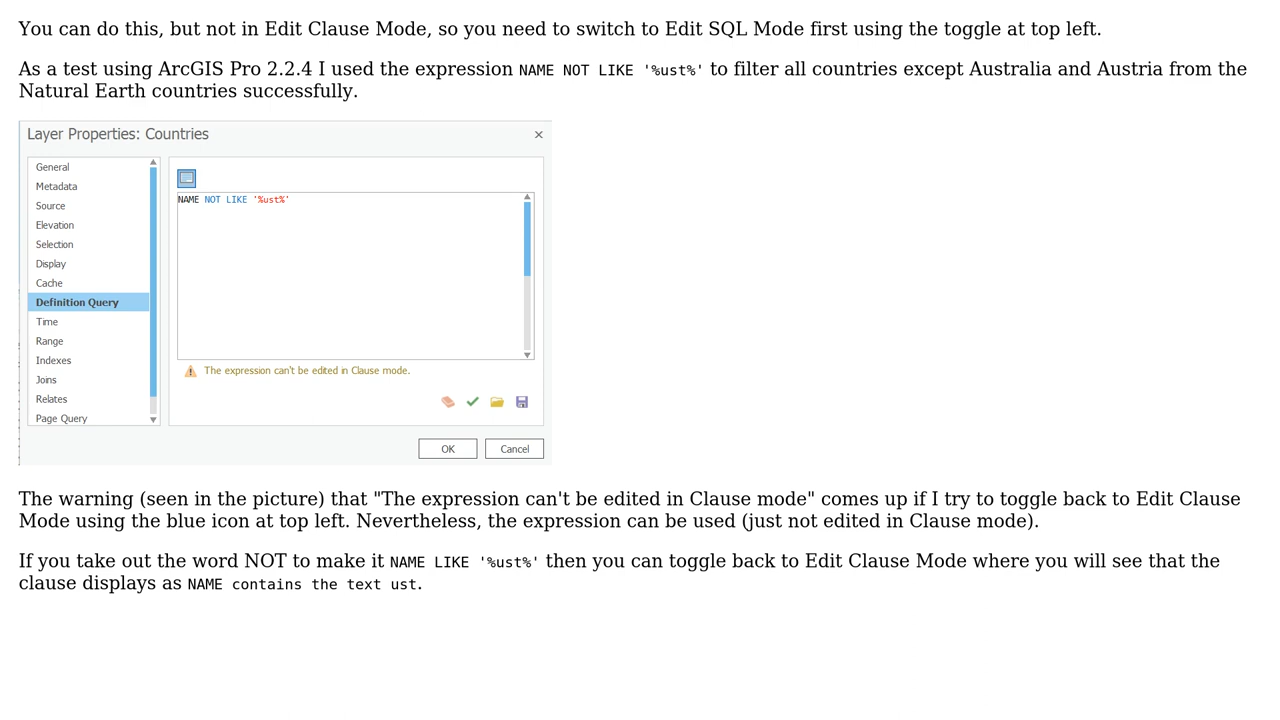 You can do this, but not in Edit Clause Mode, so you need to switch to Edit SQL Mode first using the toggle at top left.
As a test using ArcGIS Pro 2.2.4 I used the expression NAME NOT LIKE '%ust%' to filter all countries except Australia and Austria from the
Natural Earth countries successfully.
Layer Properties: Countries
General
Metadata
Source
Elevation
Selection
Display
Cache
Definition Query
Time
Range
Indexes
Joins
Relates
Page Query
NAME NOT LIKE '%ust%'
The expression can't be edited in Clause mode.
OK
Cancel
The warning (seen in the picture) that "The expression can't be edited in Clause mode" comes up if I try to toggle back to Edit Clause
Mode using the blue icon at top left. Nevertheless, the expression can be used (just not edited in Clause mode).
If you take out the word NOT to make it NAME LIKE '%ust%' then you can toggle back to Edit Clause Mode where you will see that the
clause displays as NAME contains the text ust.